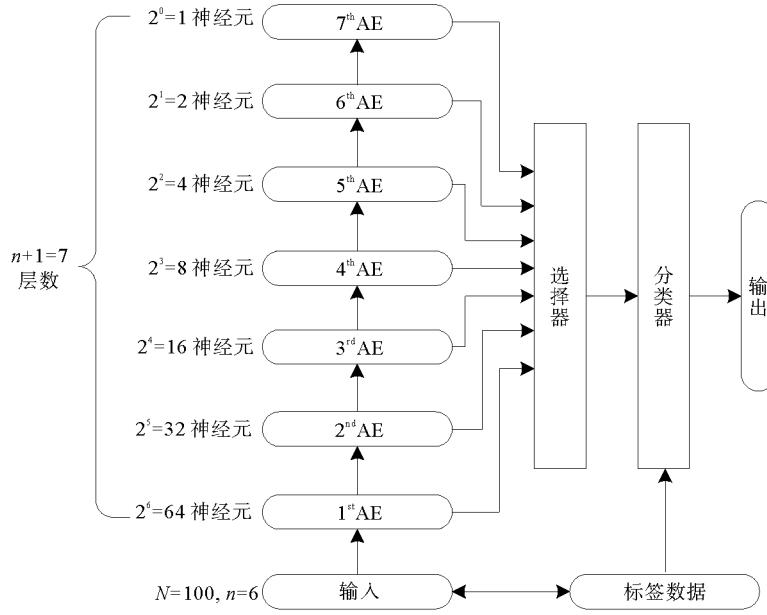 2⁰=1 神经元
7ᵗʰAE
2¹=2 神经元
6ᵗʰAE
2²=4 神经元
5ᵗʰAE
n+1=7
层数
2³=8 神经元
4ᵗʰAE
2⁴=16 神经元
3ʳᵈAE
2⁵=32 神经元
2ⁿᵈAE
2⁶=64 神经元
1ˢᵗAE
N=100, n=6
输入
标签数据
选择器
分类器
输出